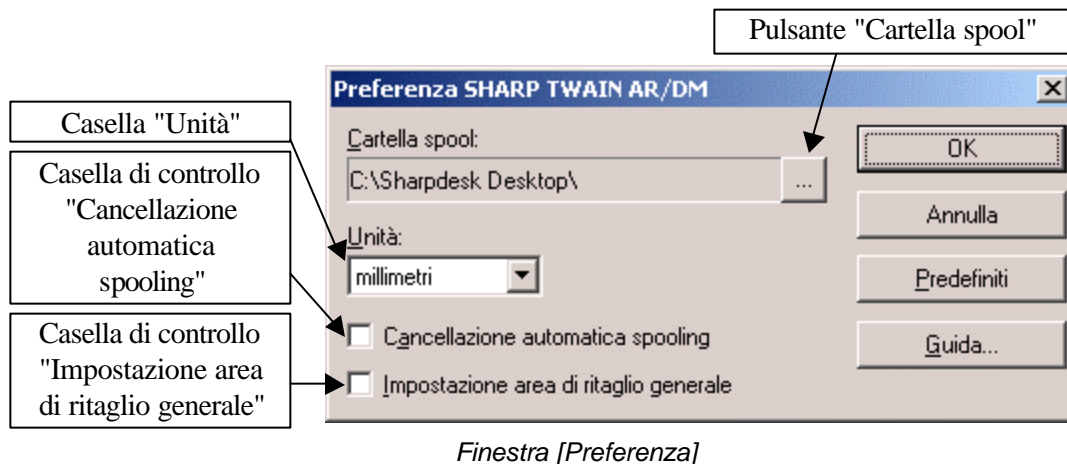 Pulsante "Cartella spool"
Preferenza SHARP TWAIN AR/DM
Casella "Unità"
Cartella spool:
OK
Casella di controllo
"Cancellazione
automatica
spooling"
C:\Sharpdesk Desktop\
...
Annulla
Unità:
millimetri
Predefiniti
Cancellazione automatica spooling
Guida...
Casella di controllo
"Impostazione area
di ritaglio generale"
Impostazione area di ritaglio generale
Finestra [Preferenza]